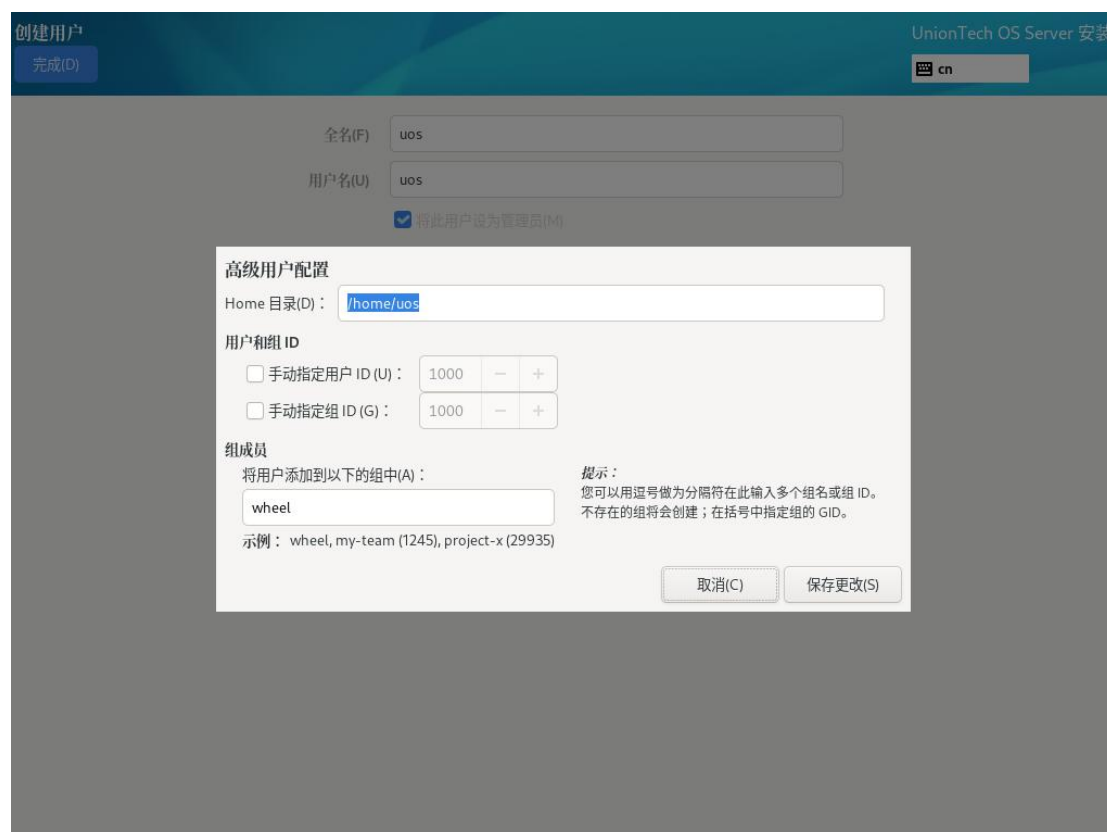 创建用户
UnionTech OS Server 安装
完成(D)
cn
全名(F) uos
用户名(U) uos
将此用户设为管理员(M)
高级用户配置
Home 目录(D)： /home/uos
用户和组 ID
手动指定用户 ID (U)： 1000 − +
手动指定组 ID (G)： 1000 − +
组成员
将用户添加到以下的组中(A)：
wheel
示例： wheel, my-team (1245), project-x (29935)
提示：
您可以用逗号做为分隔符在此输入多个组名或组 ID。
不存在的组将会创建；在括号中指定组的 GID。
取消(C) 保存更改(S)